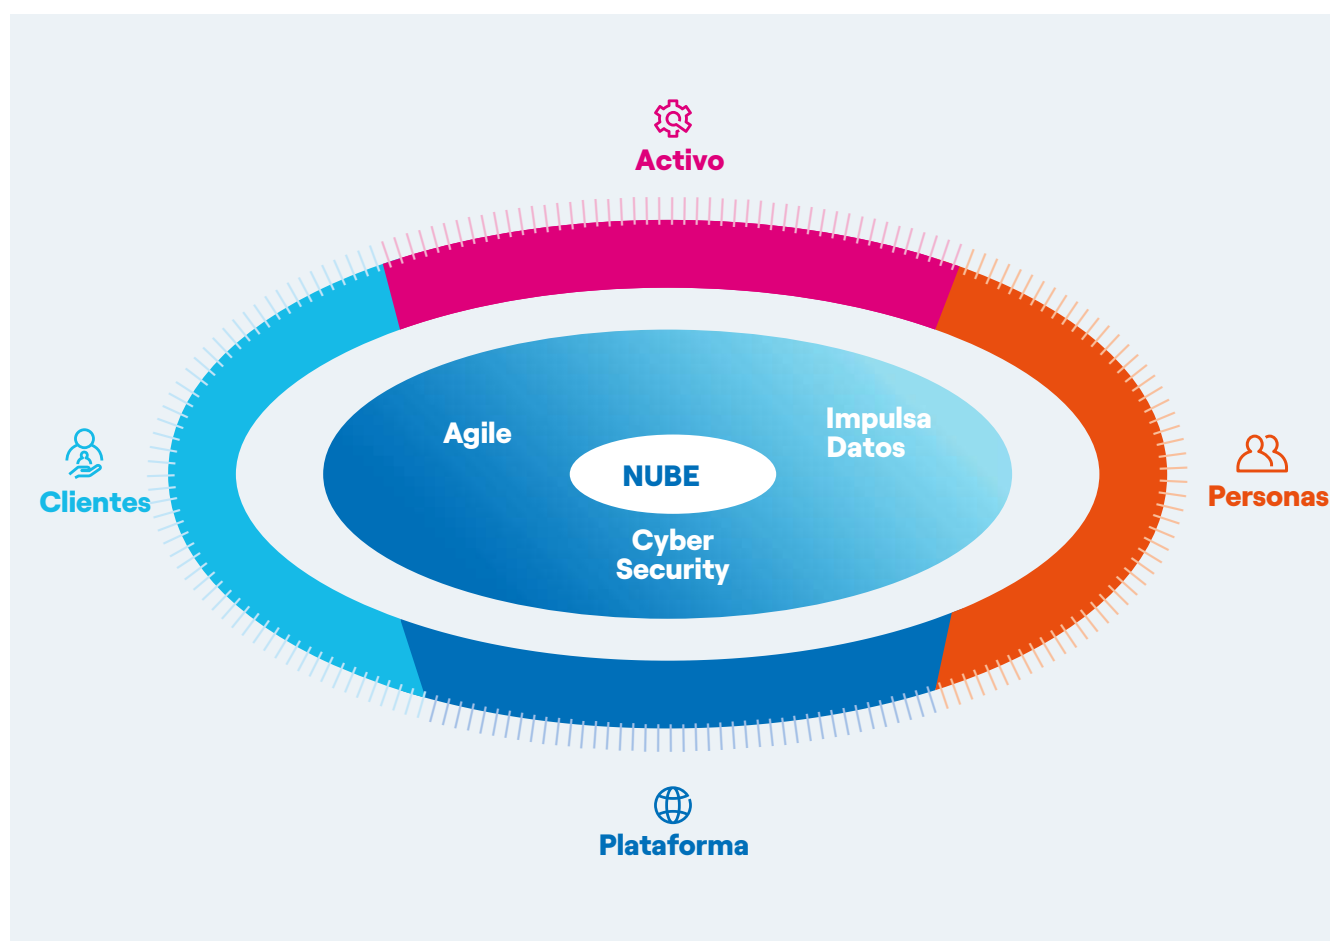 Activo
Agile
Impulsa
Datos
NUBE
Cyber
Security
Clientes
Personas
Plataforma